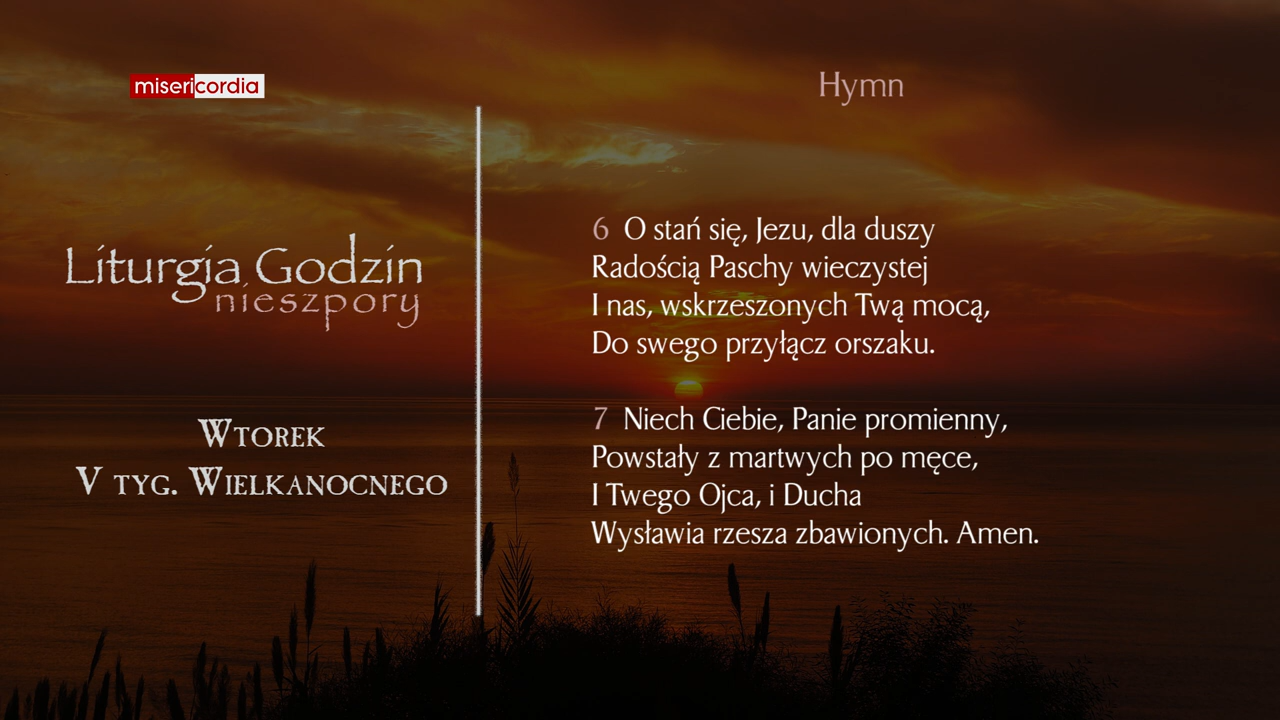 misericordia
Liturgia Godzin
nieszpory
Wtorek
V tyg. Wielkanocnego
Hymn
6 O stań się, Jezu, dla duszy
Radością Paschy wieczystej
I nas, wskrzeszonych Twą mocą,
Do swego przyłącz orszaku.
7 Niech Ciebie, Panie promienny,
Powstały z martwych po męce,
I Twego Ojca, i Ducha
Wysławia rzesza zbawionych. Amen.